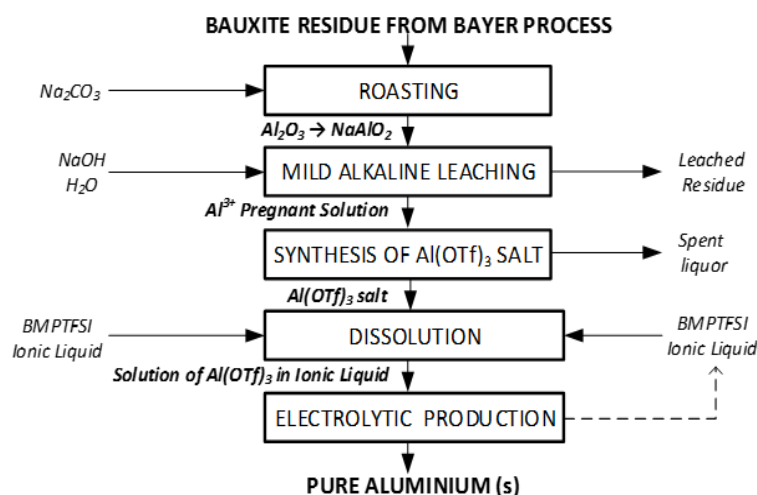 BAUXITE RESIDUE FROM BAYER PROCESS
Na₂CO₃
ROASTING
Al₂O₃ → NaAlO₂
NaOH
H₂O
MILD ALKALINE LEACHING
Leached
Residue
Al³⁺ Pregnant Solution
SYNTHESIS OF Al(OTf)₃ SALT
Spent
liquor
Al(OTf)₃ salt
BMPTFSI
Ionic Liquid
DISSOLUTION
BMPTFSI
Ionic Liquid
Solution of Al(OTf)₃ in Ionic Liquid
ELECTROLYTIC PRODUCTION
PURE ALUMINIUM (s)